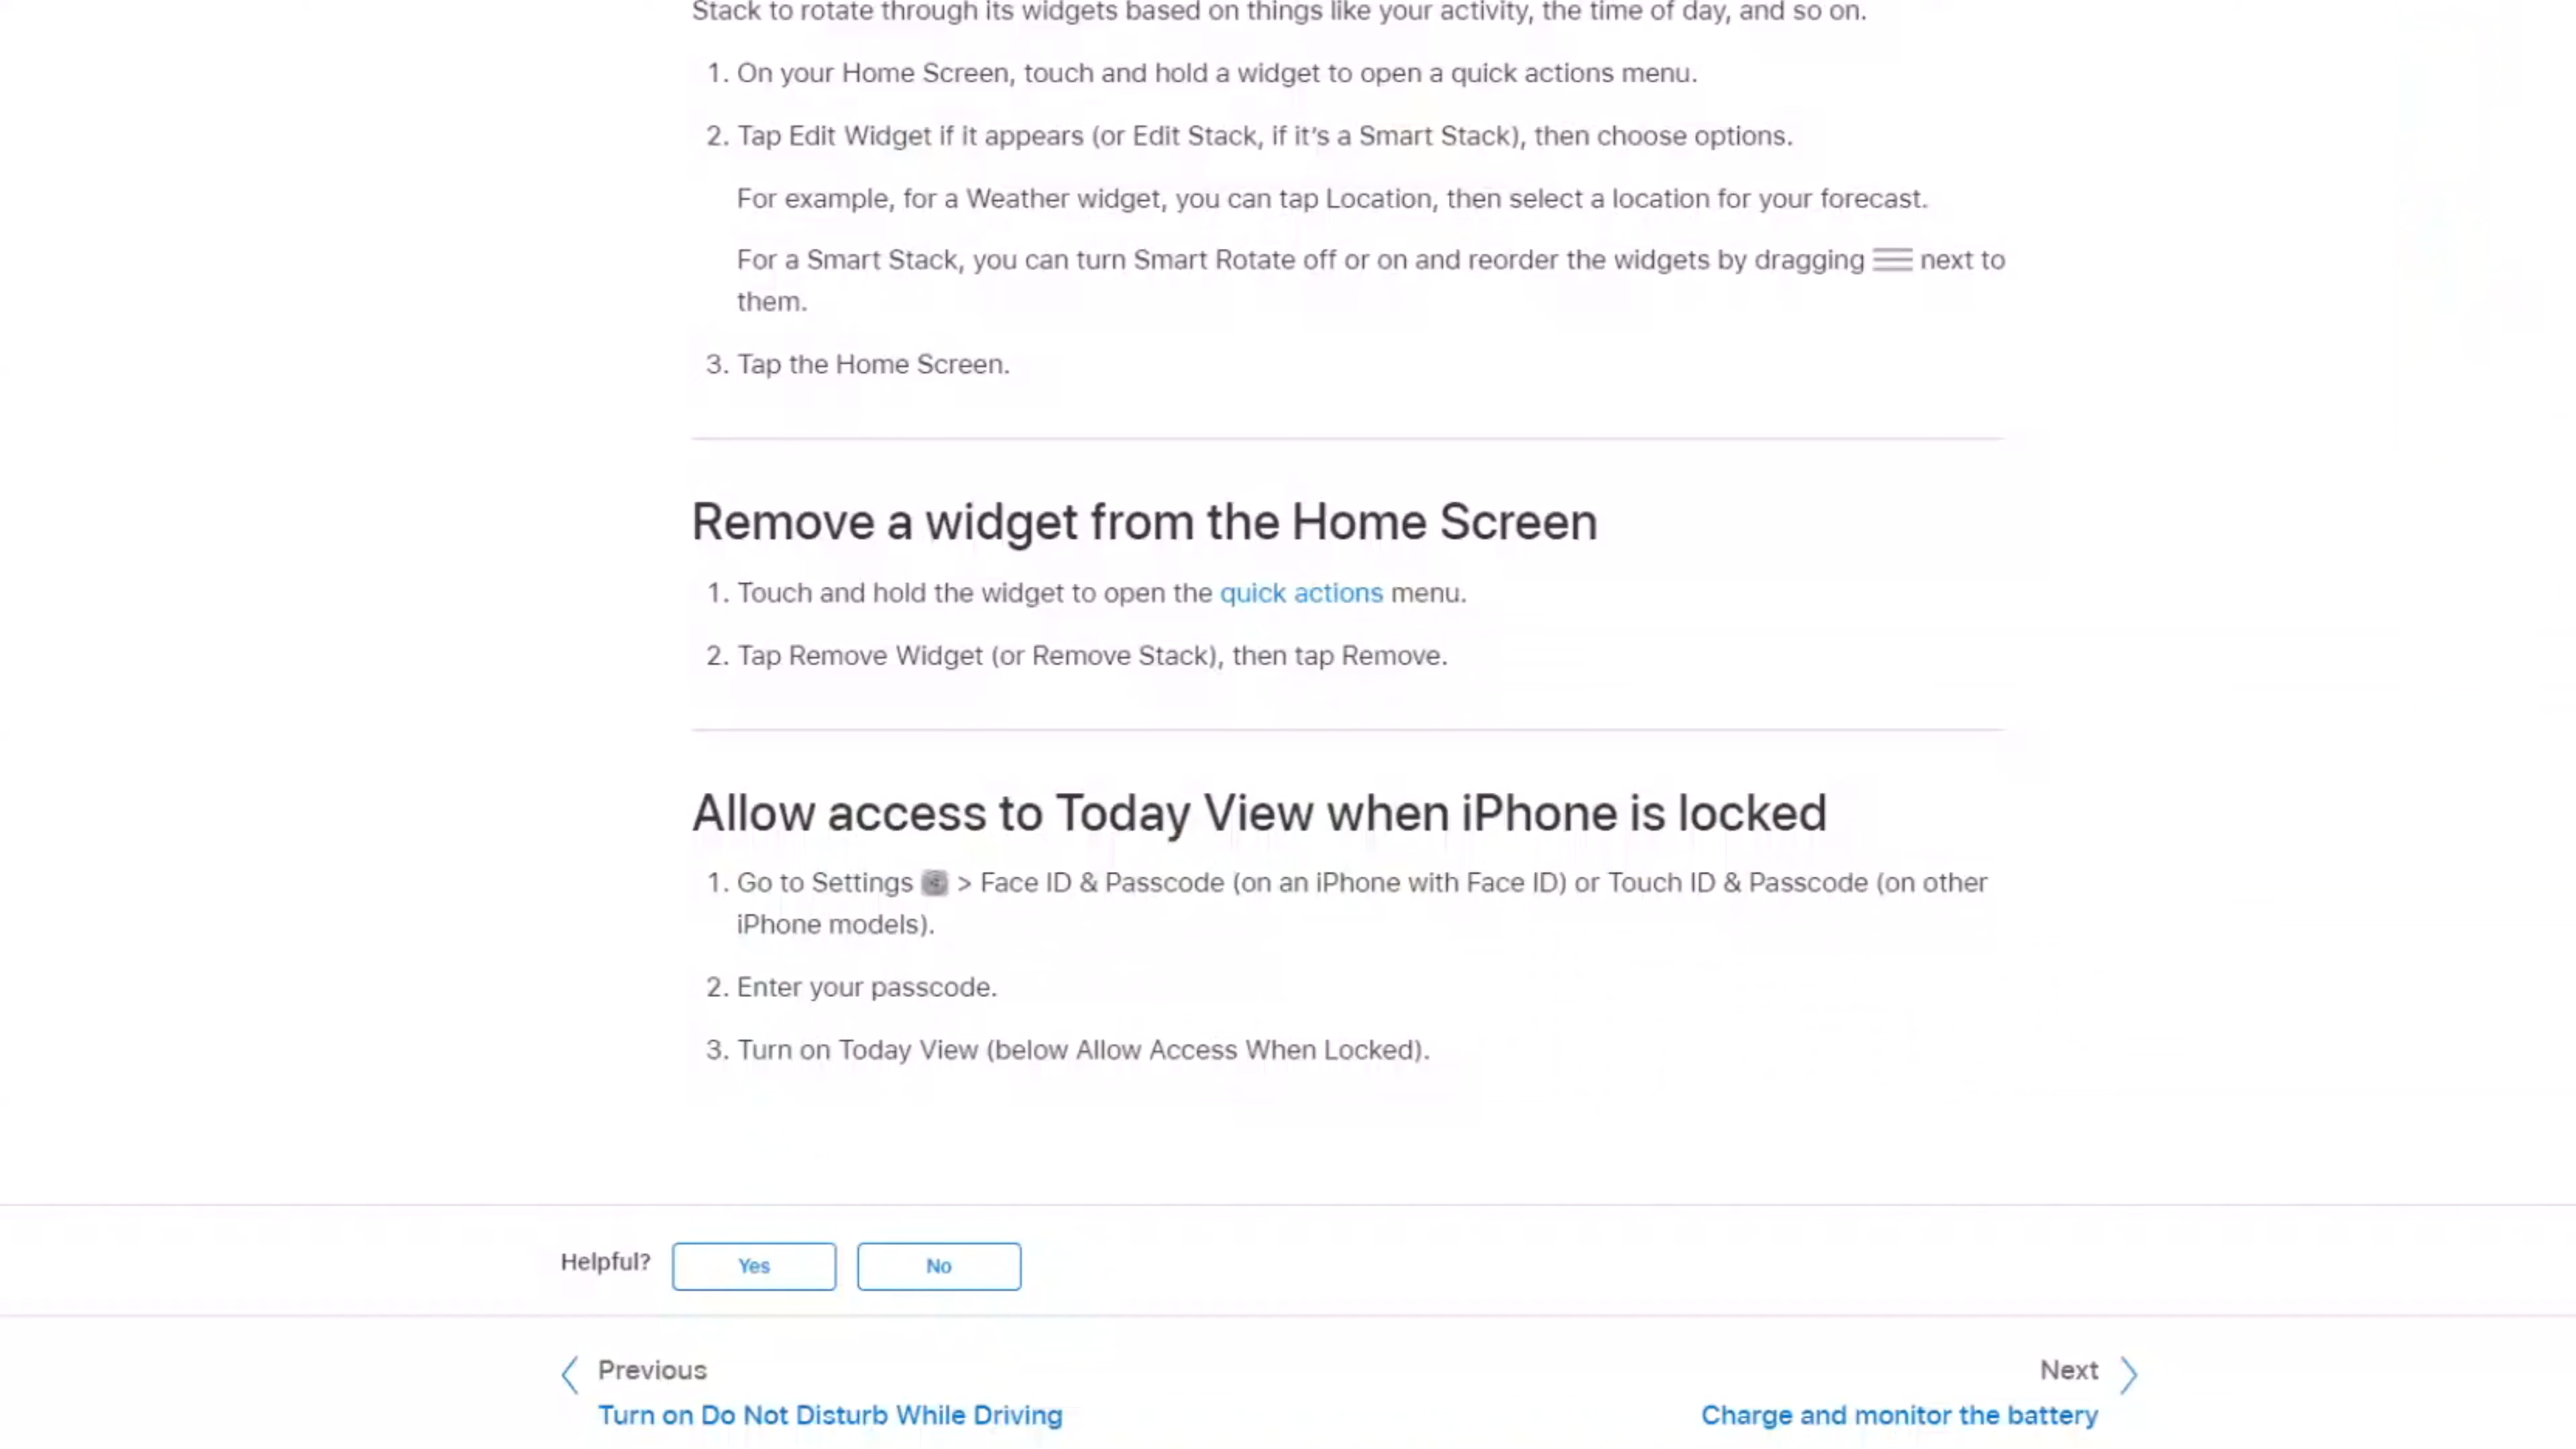 Stack to rotate through its widgets based on things like your activity, the time of day, and so on.
1. On your Home Screen, touch and hold a widget to open a quick actions menu.
2. Tap Edit Widget if it appears (or Edit Stack, if it's a Smart Stack), then choose options.
For example, for a Weather widget, you can tap Location, then select a location for your forecast.
For a Smart Stack, you can turn Smart Rotate off or on and reorder the widgets by dragging next to
them.
3. Tap the Home Screen.
Remove a widget from the Home Screen
1. Touch and hold the widget to open the quick actions menu.
2. Tap Remove Widget (or Remove Stack), then tap Remove.
Allow access to Today View when iPhone is locked
1. Go to Settings > Face ID & Passcode (on an iPhone with Face ID) or Touch ID & Passcode (on other
iPhone models).
2. Enter your passcode.
3. Turn on Today View (below Allow Access When Locked).
Helpful? Yes No
Previous
Turn on Do Not Disturb While Driving
Next
Charge and monitor the battery